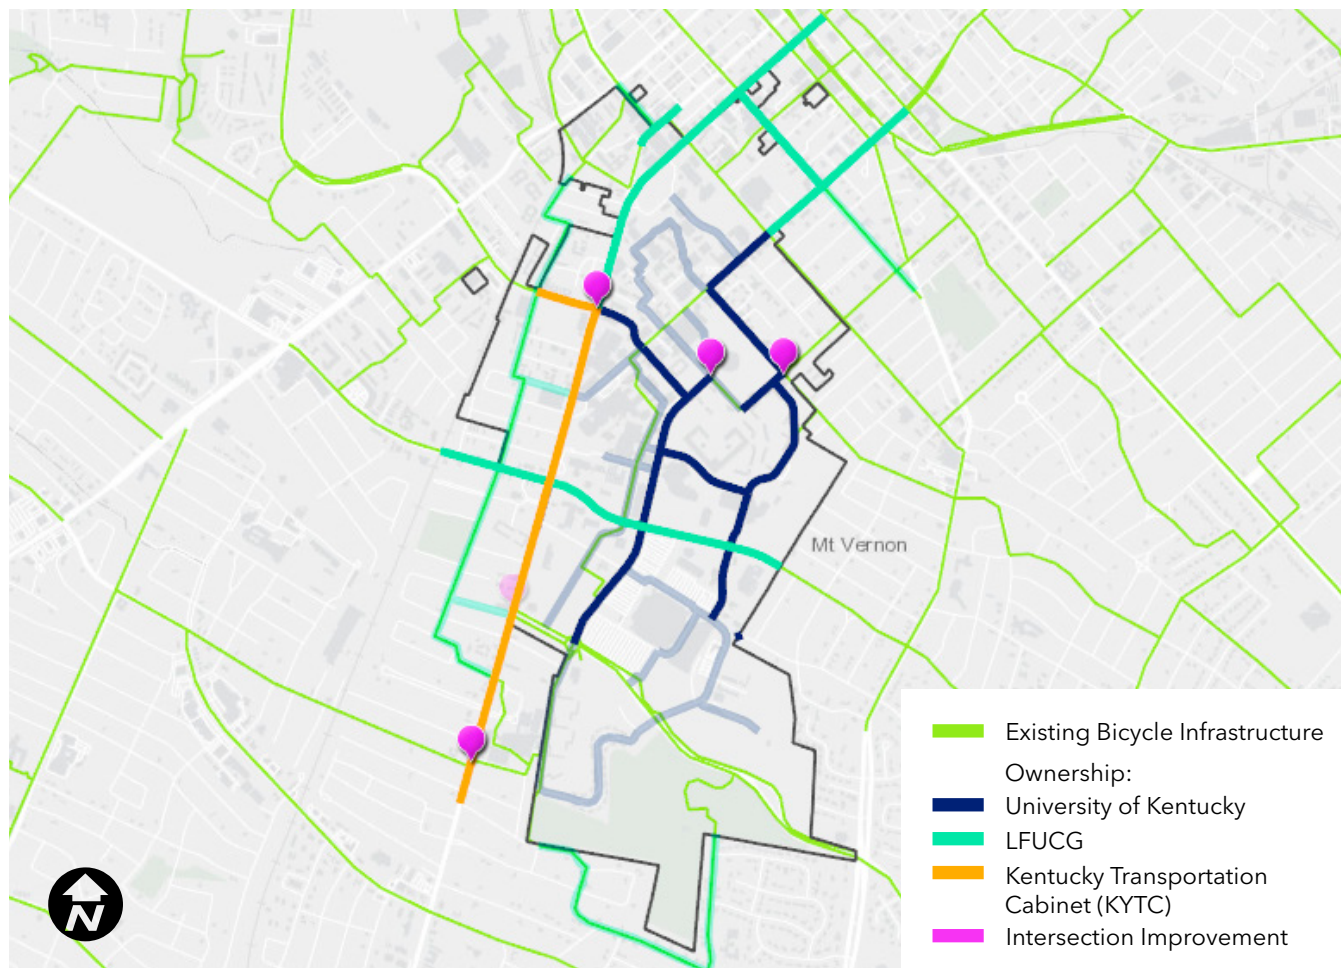 Mt Vernon
Existing Bicycle Infrastructure
Ownership:
University of Kentucky
LFUCG
Kentucky Transportation
Cabinet (KYTC)
Intersection Improvement
N